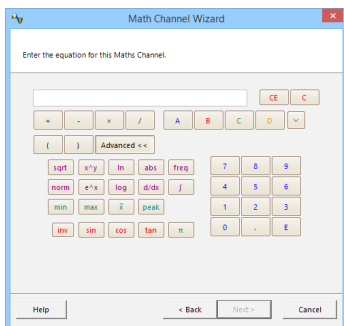 Math Channel Wizard
Enter the equation for this Maths Channel.
CE C
+ - × / A B C D
( ) Advanced <<
sqrt x^y ln abs freq 7 8 9
norm e^x log d/dx ∫ 4 5 6
min max x̄ peak 1 2 3
inv sin cos tan π 0 . E
Help < Back Next > Cancel